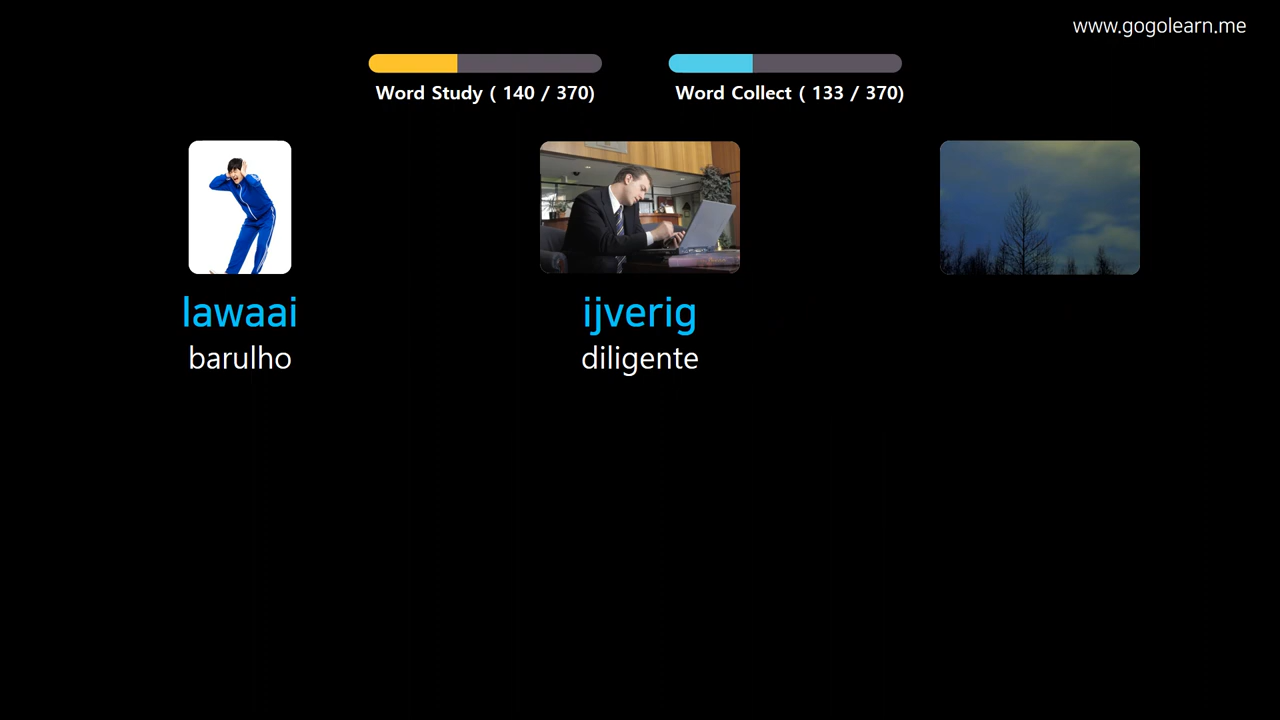 www.gogolearn.me
Word Study ( 140 / 370)
Word Collect ( 133 / 370)
lawaai
barulho
ijverig
diligente